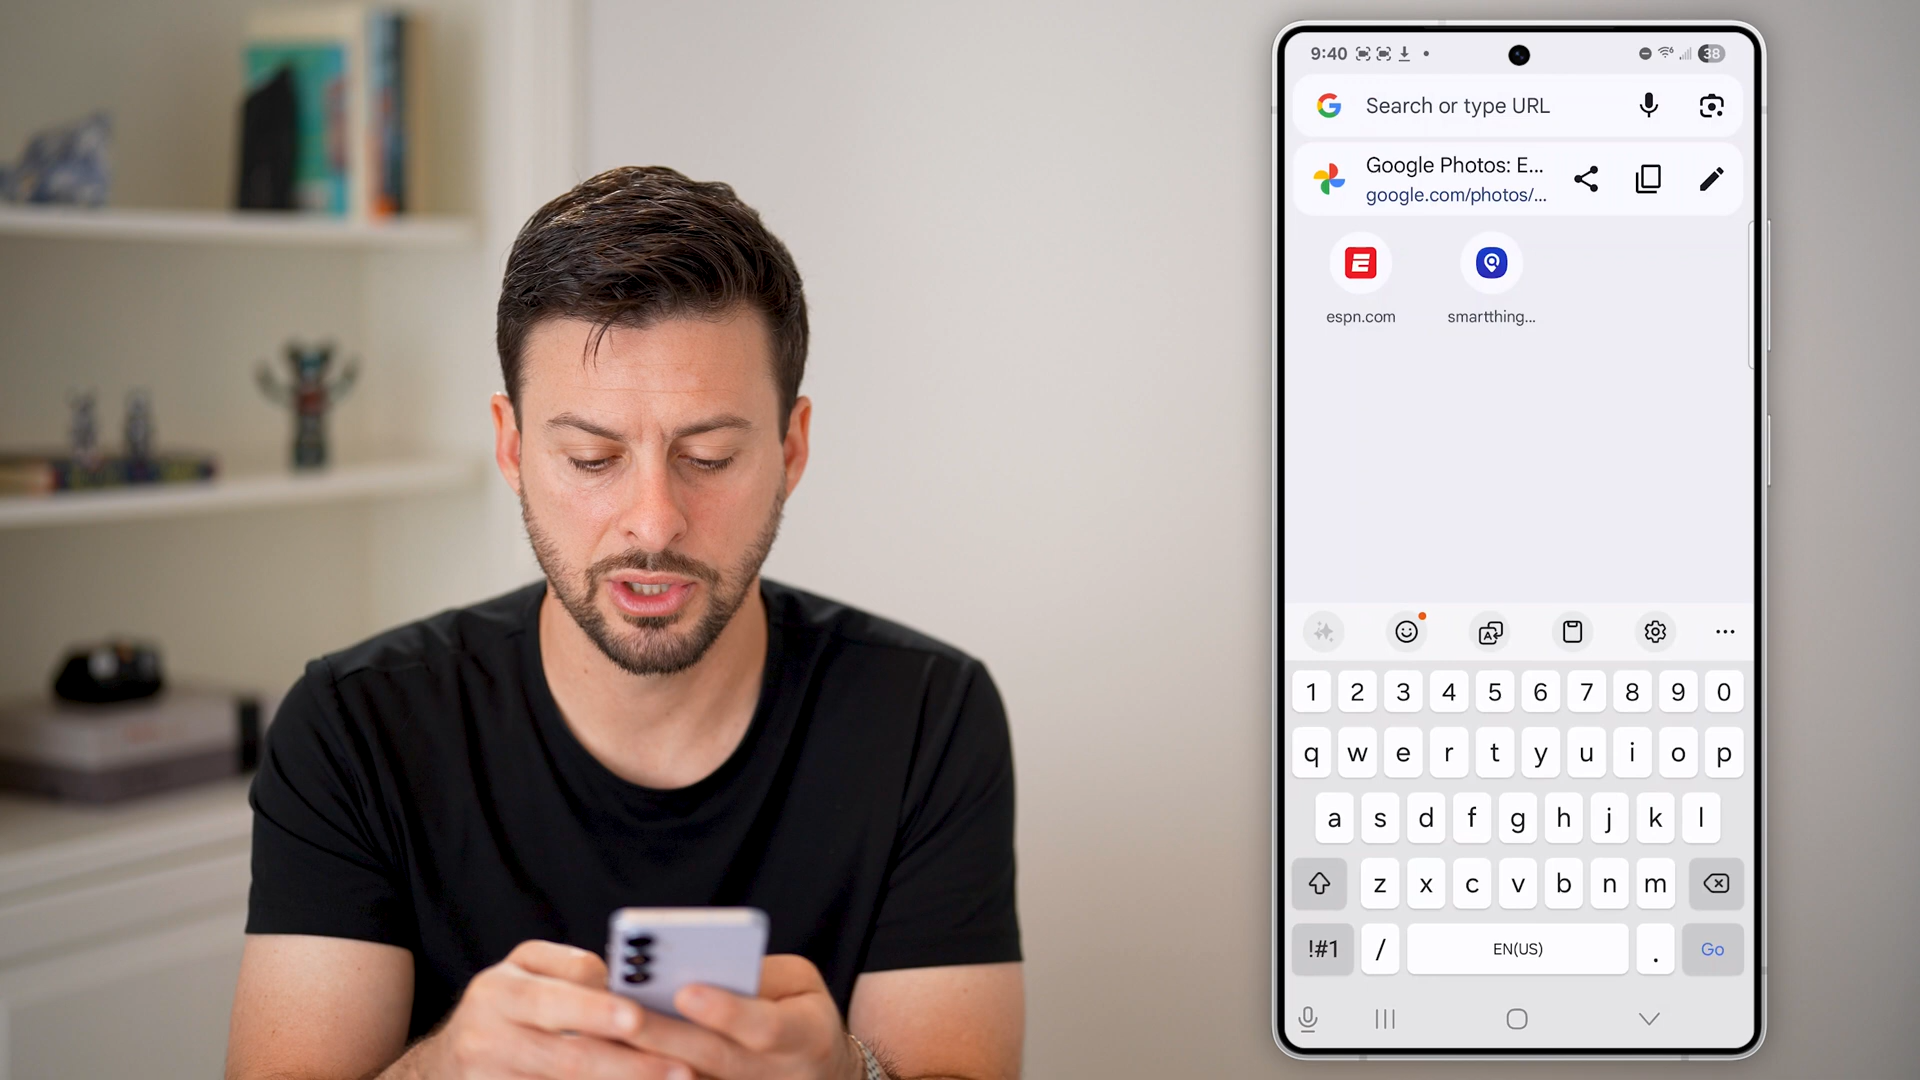 9:40
38
Search or type URL
Google Photos: E...
google.com/photos/...
espn.com
smartthing...
1 2 3 4 5 6 7 8 9 0
q w e r t y u i o p
a s d f g h j k l
z x c v b n m
!#1 / EN(US) . Go